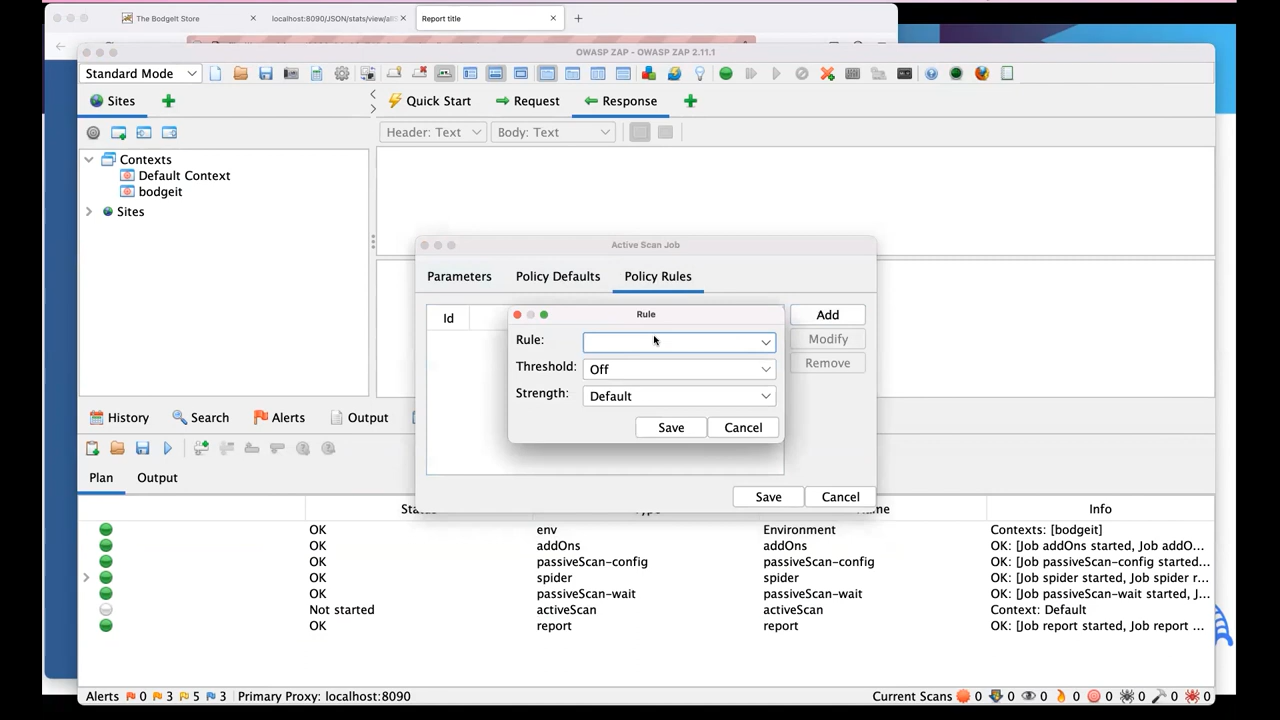 The BodgeIt Store
localhost:8090/JSON/stats/view/all
Report title
OWASP ZAP - OWASP ZAP 2.11.1
Standard Mode
Sites
Quick Start
Request
Response
Header: Text
Body: Text
Contexts
Default Context
bodgeit
Sites
Active Scan Job
Parameters
Policy Defaults
Policy Rules
Id
Add
Modify
Remove
Rule
Rule:
Threshold:
Off
Strength:
Default
Save
Cancel
Save
Cancel
History
Search
Alerts
Output
Plan
Output
Info
OK env Environment Contexts: [bodgeit]
OK addOns addOns OK: [Job addOns started, Job addO...
OK passiveScan-config passiveScan-config OK: [Job passiveScan-config started...
OK spider spider OK: [Job spider started, Job spider r...
OK passiveScan-wait passiveScan-wait OK: [Job passiveScan-wait started, J...
Not started activeScan activeScan Context: Default
OK report report OK: [Job report started, Job report ...
Alerts 0 3 5 3 Primary Proxy: localhost:8090
Current Scans 0 0 0 0 0 0 0 0